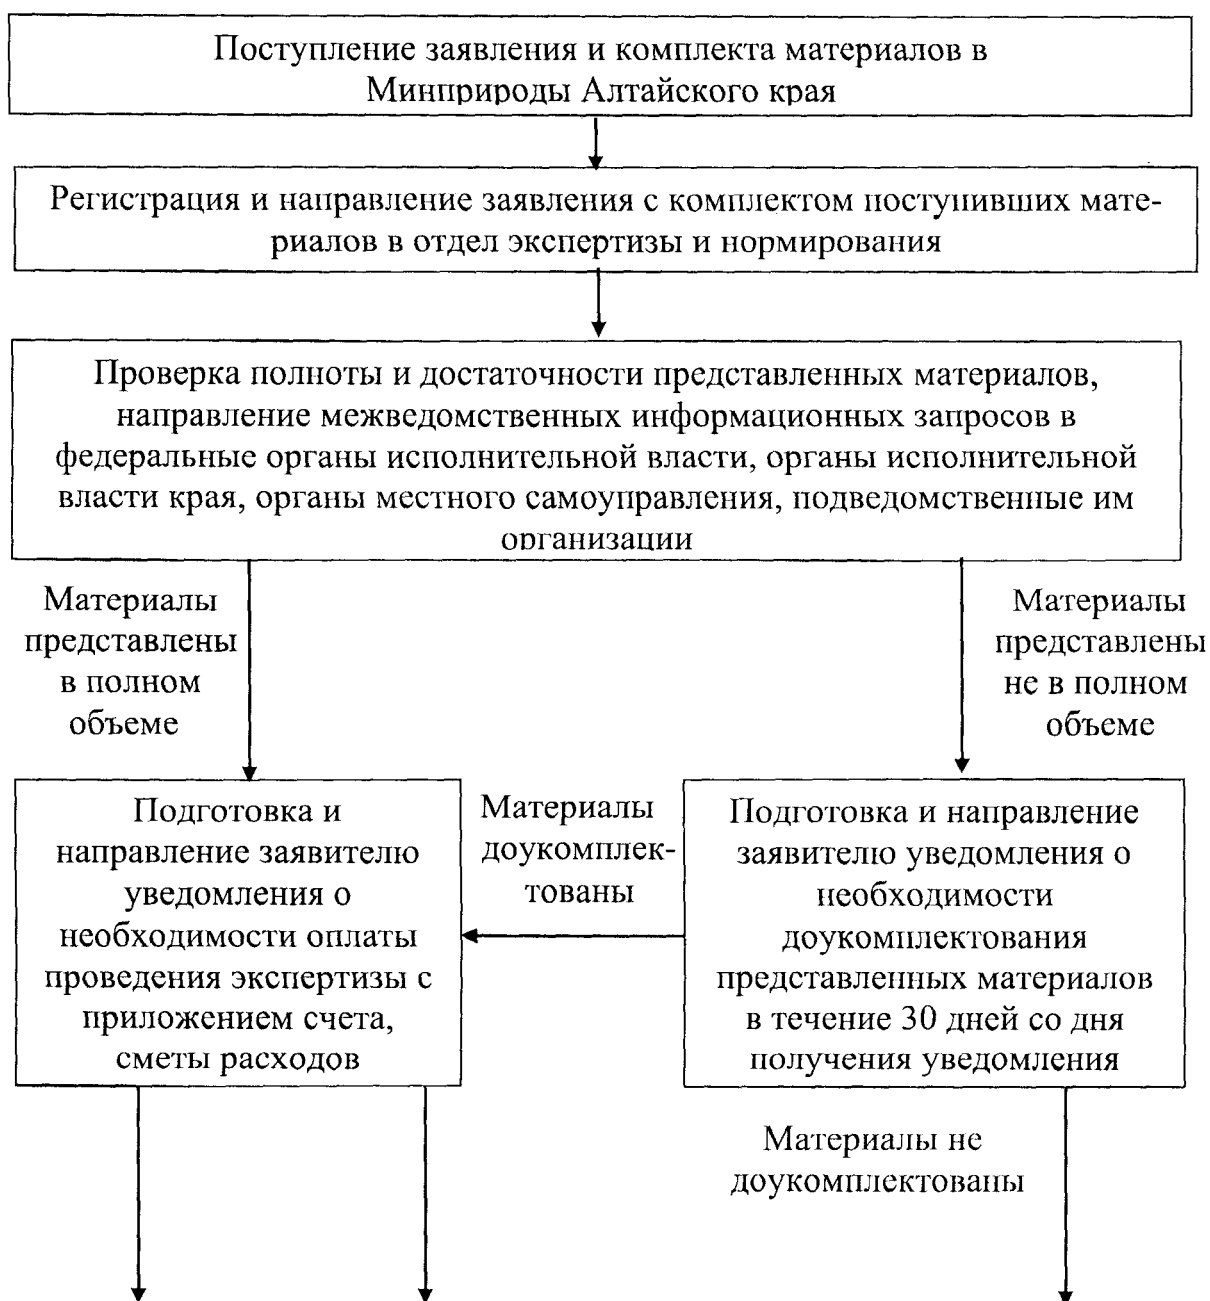 Поступление заявления и комплекта материалов в
Минприроды Алтайского края
Регистрация и направление заявления с комплектом поступивших мате-
риалов в отдел экспертизы и нормирования
Проверка полноты и достаточности представленных материалов,
направление межведомственных информационных запросов в
федеральные органы исполнительной власти, органы исполнительной
власти края, органы местного самоуправления, подведомственные им
организации
Материалы
представлены
в полном
объеме
Материалы
представлены
не в полном
объеме
Подготовка и
направление заявителю
уведомления о
необходимости оплаты
проведения экспертизы с
приложением счета,
сметы расходов
Материалы
доукомплек-
тованы
Подготовка и направление
заявителю уведомления о
необходимости
доукомплектования
представленных материалов
в течение 30 дней со дня
получения уведомления
Материалы не
доукомплектованы